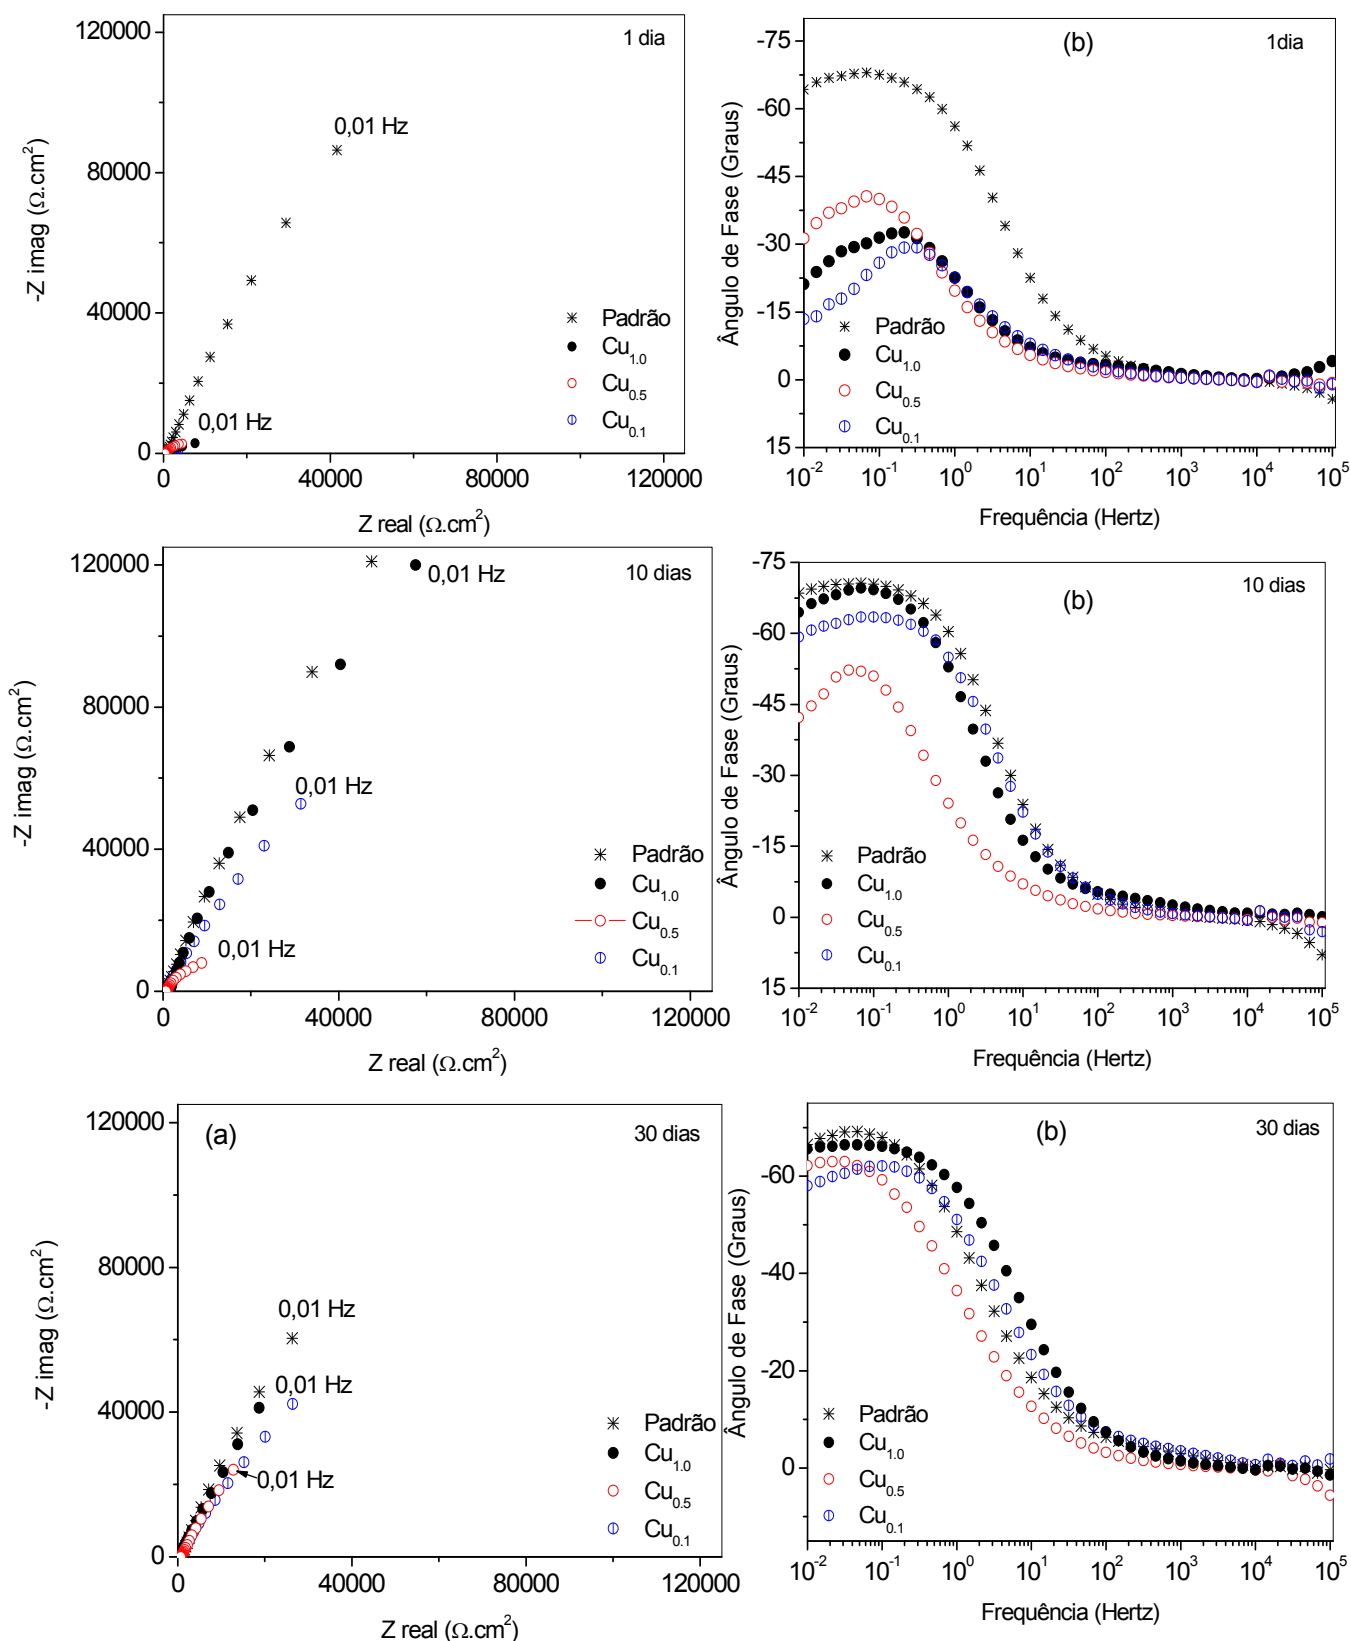 1 dia
120000
80000
40000
0
-Z imag (Ω.cm²)
0,01 Hz
0,01 Hz
Padrão
Cu1.0
Cu0.5
Cu0.1
0 40000 80000 120000
Z real (Ω.cm²)
(b)
1dia
-75
-60
-45
-30
-15
0
15
Ângulo de Fase (Graus)
Padrão
Cu1.0
Cu0.5
Cu0.1
10⁻² 10⁻¹ 10⁰ 10¹ 10² 10³ 10⁴ 10⁵
Frequência (Hertz)
10 dias
120000
80000
40000
0
-Z imag (Ω.cm²)
0,01 Hz
0,01 Hz
0,01 Hz
Padrão
Cu1.0
Cu0.5
Cu0.1
0 40000 80000 120000
Z real (Ω.cm²)
(b)
10 dias
-75
-60
-45
-30
-15
0
15
Ângulo de Fase (Graus)
Padrão
Cu1.0
Cu0.5
Cu0.1
10⁻² 10⁻¹ 10⁰ 10¹ 10² 10³ 10⁴ 10⁵
Frequência (Hertz)
(a)
30 dias
120000
80000
40000
0
-Z imag (Ω.cm²)
0,01 Hz
0,01 Hz
0,01 Hz
Padrão
Cu1.0
Cu0.5
Cu0.1
0 40000 80000 120000
Z real (Ω.cm²)
(b)
30 dias
-60
-40
-20
0
Ângulo de Fase (Graus)
Padrão
Cu1.0
Cu0.5
Cu0.1
10⁻² 10⁻¹ 10⁰ 10¹ 10² 10³ 10⁴ 10⁵
Frequência (Hertz)